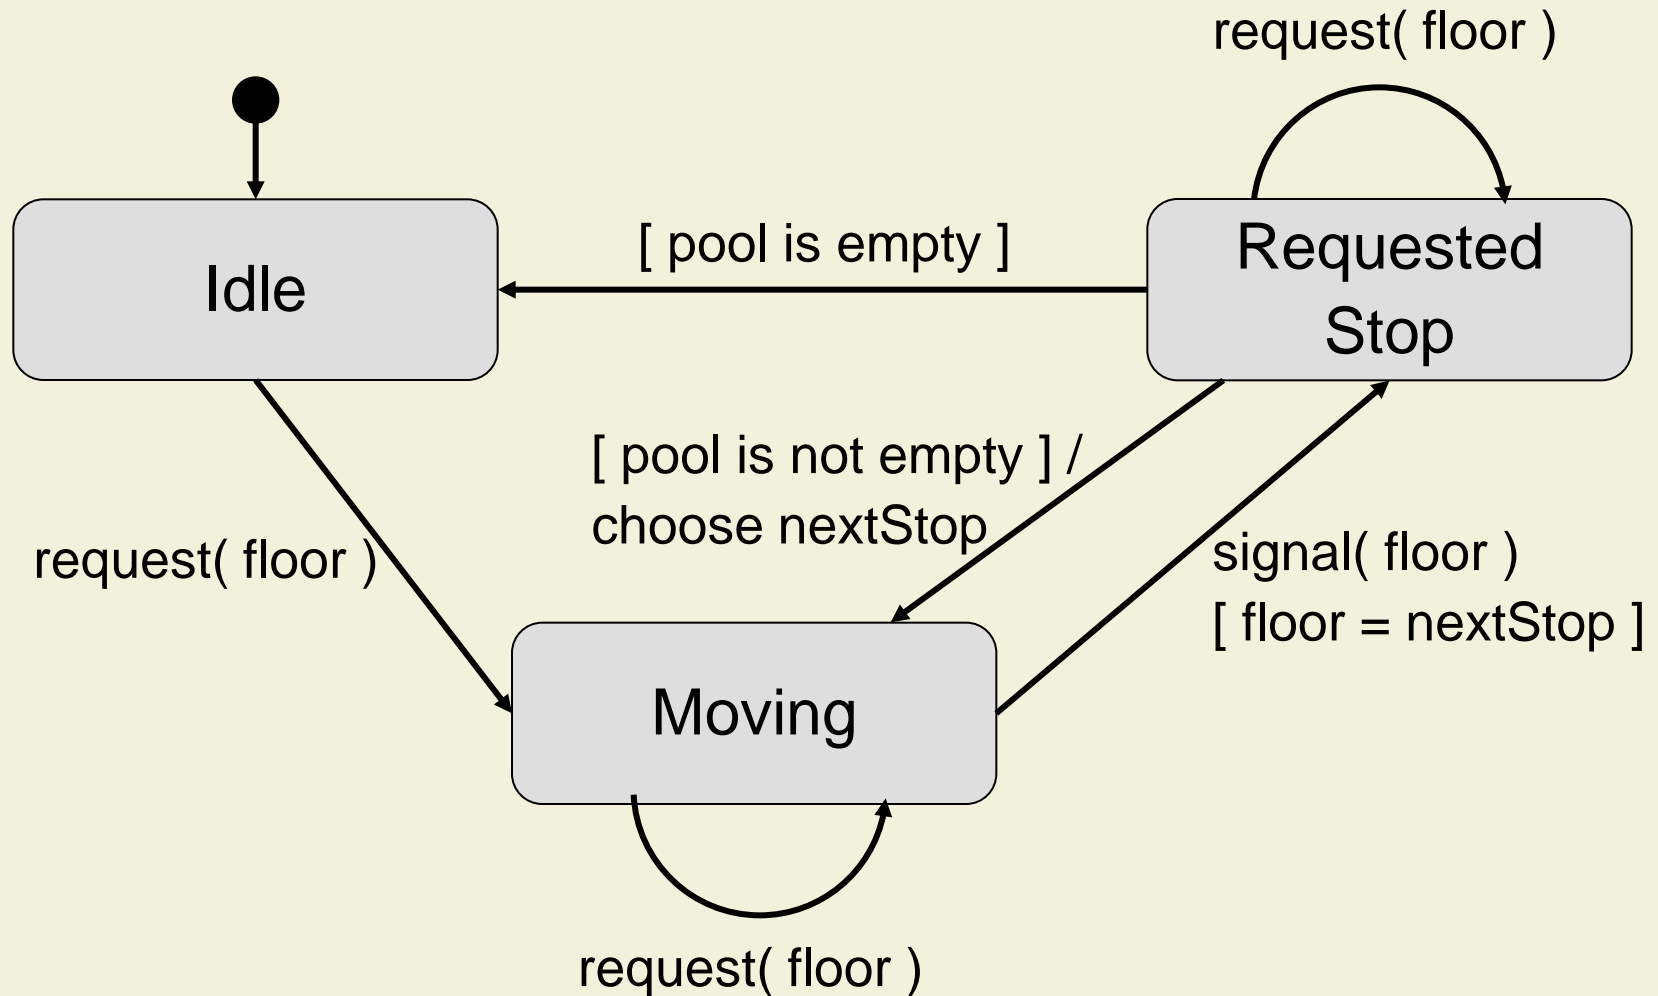 request( floor )
Idle
[ pool is empty ]
Requested
Stop
[ pool is not empty ] /
choose nextStop
request( floor )
signal( floor )
[ floor = nextStop ]
Moving
request( floor )